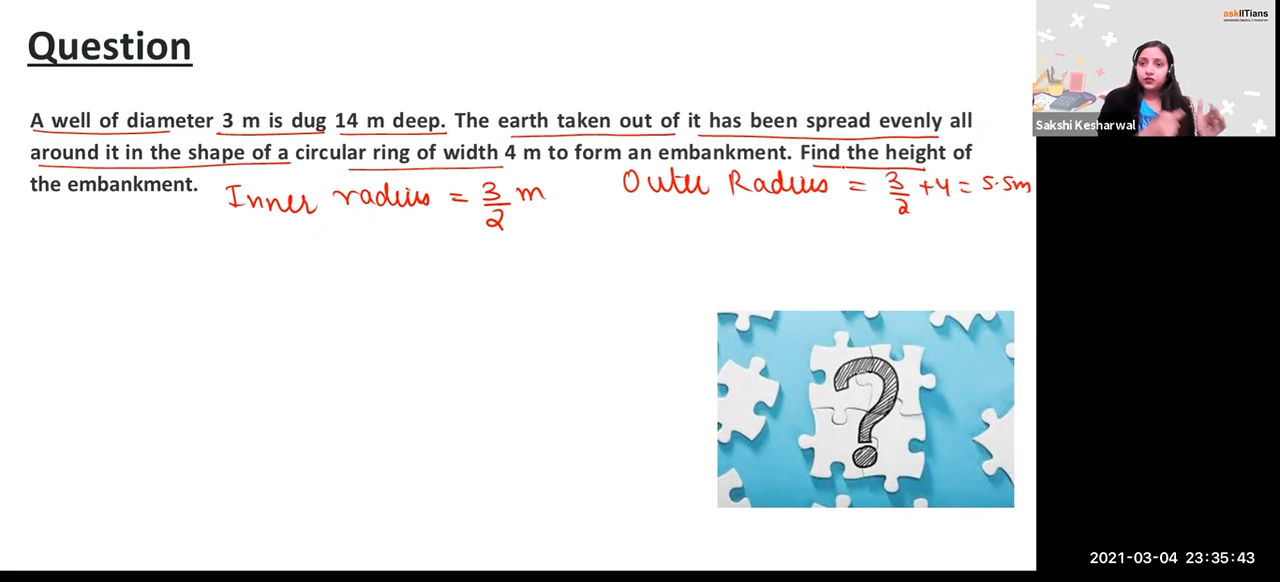 Question
askIITians
A well of diameter 3 m is dug 14 m deep. The earth taken out of it has been spread evenly all
around it in the shape of a circular ring of width 4 m to form an embankment. Find the height of
the embankment.
Inner radius = 3/2 m
Outer Radius = 3/2 + 4 = 5.5m
Sakshi Kesharwal
?
2021-03-04 23:35:43